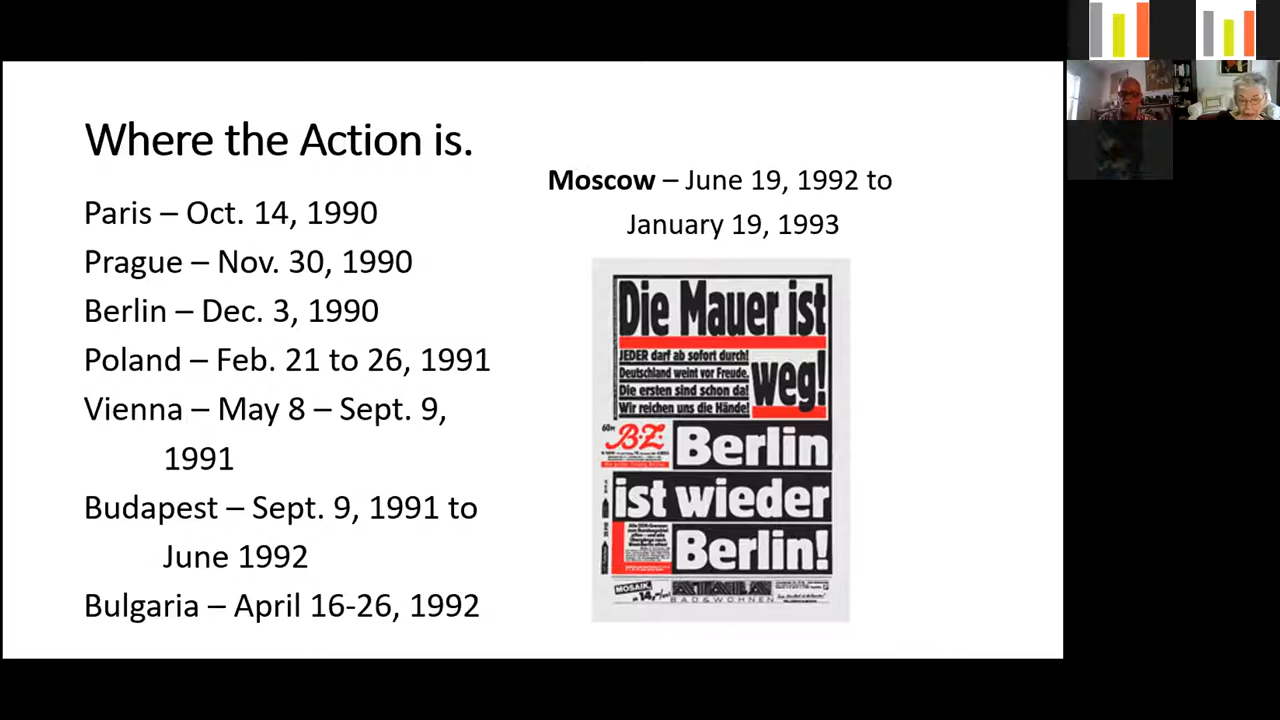 Where the Action is.
Paris – Oct. 14, 1990
Prague – Nov. 30, 1990
Berlin – Dec. 3, 1990
Poland – Feb. 21 to 26, 1991
Vienna – May 8 – Sept. 9,
1991
Budapest – Sept. 9, 1991 to
June 1992
Bulgaria – April 16-26, 1992
Moscow – June 19, 1992 to
January 19, 1993
Die Mauer ist
weg!
JEDER darf ab sofort durch!
Deutschland weint vor Freude.
Die ersten sind schon da!
Wir reichen uns die Hände!
B·Z·
Berlin
ist wieder
Berlin!
MOSAIK
14,
BAD & WOHNEN